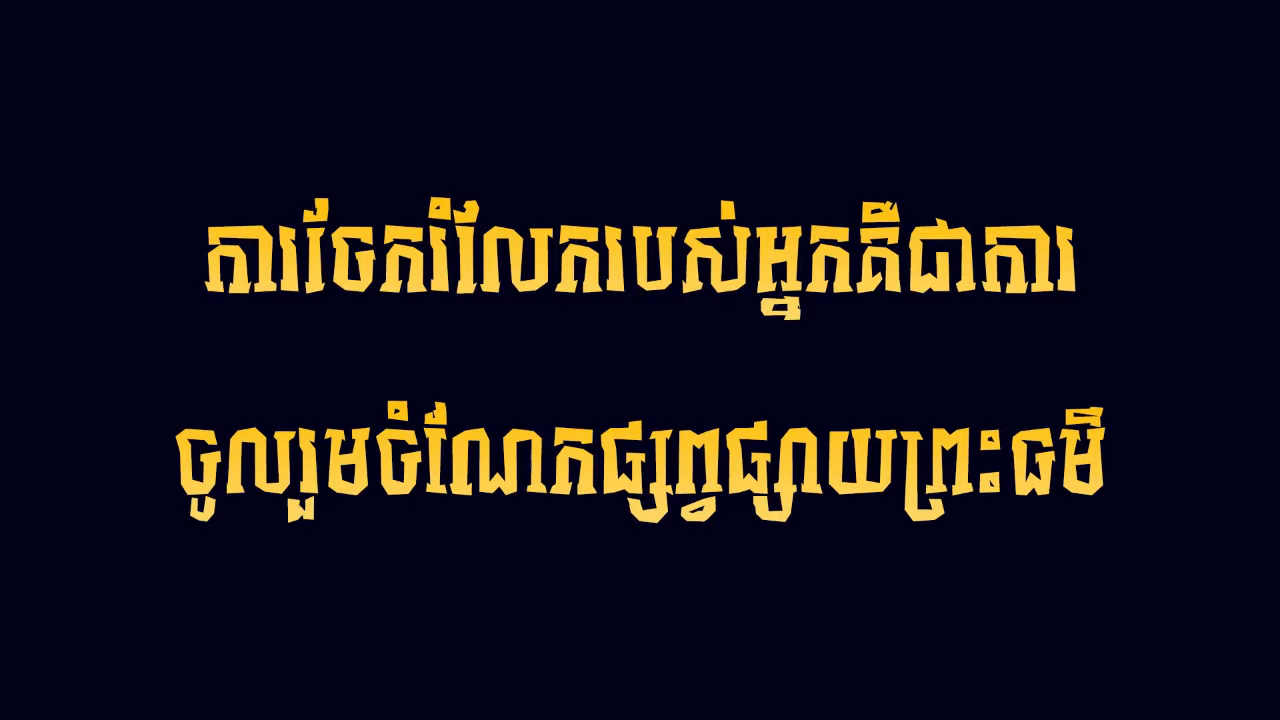 ការចែករំលែករបស់អ្នកគឺជាការ
ចូលរួមចំណែកផ្សព្វផ្សាយព្រះធម៌